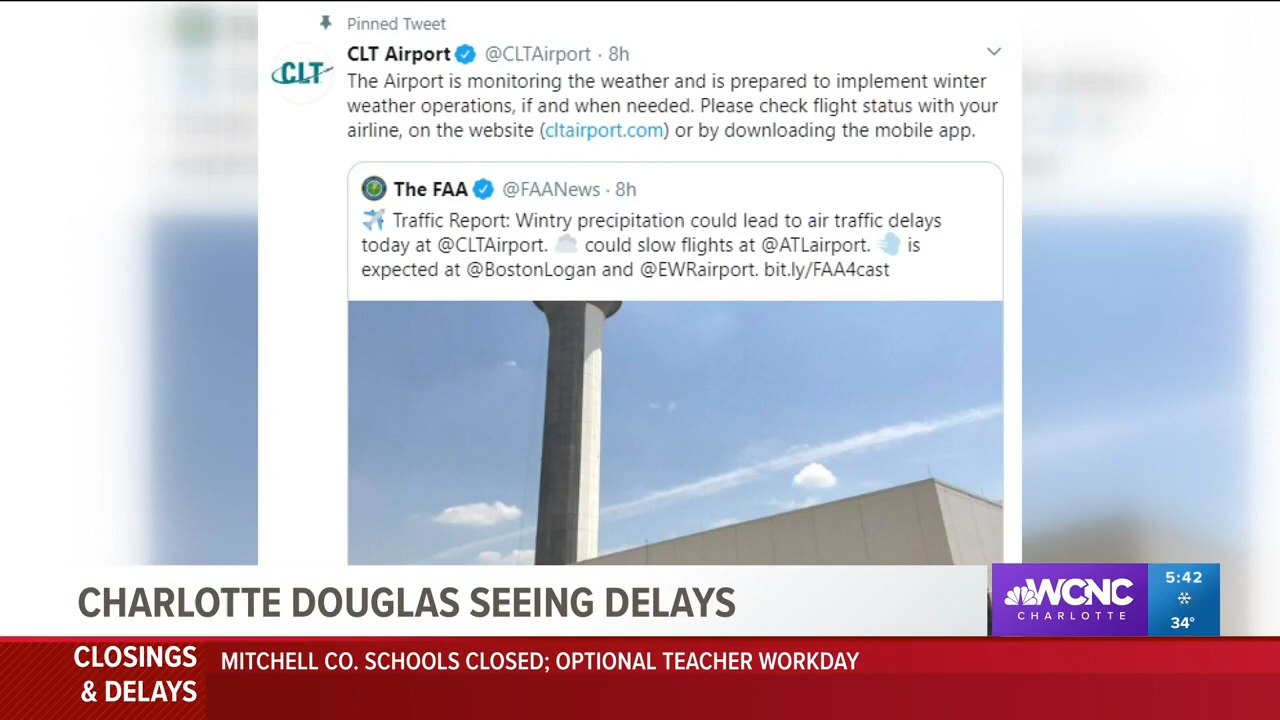 Pinned Tweet
CLT Airport @CLTAirport · 8h
CLT
The Airport is monitoring the weather and is prepared to implement winter
weather operations, if and when needed. Please check flight status with your
airline, on the website (cltairport.com) or by downloading the mobile app.
The FAA @FAANews · 8h
Traffic Report: Wintry precipitation could lead to air traffic delays
today at @CLTAirport. could slow flights at @ATLairport. is
expected at @BostonLogan and @EWRairport. bit.ly/FAA4cast
CHARLOTTE DOUGLAS SEEING DELAYS
WCNC
CHARLOTTE
5:42
34°
CLOSINGS
& DELAYS
MITCHELL CO. SCHOOLS CLOSED; OPTIONAL TEACHER WORKDAY